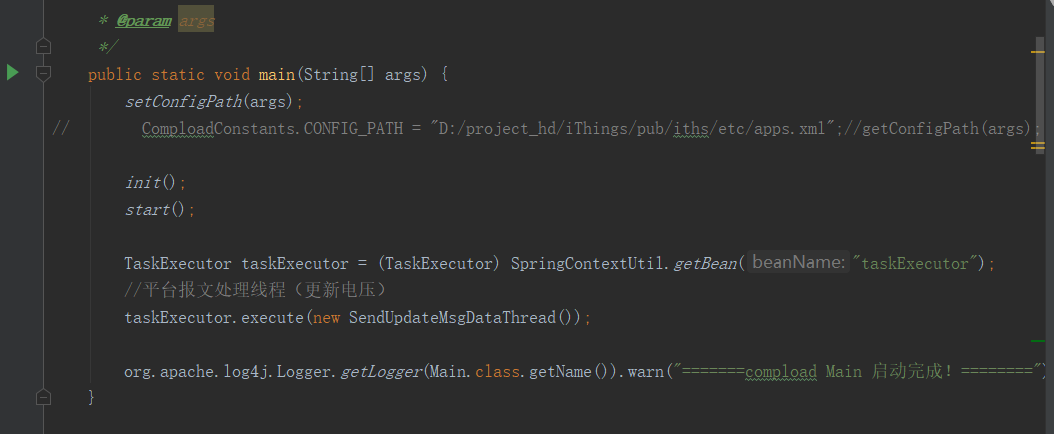 * @param args
*/
public static void main(String[] args) {
setConfigPath(args);
// ComploadConstants.CONFIG_PATH = "D:/project_hd/iThings/pub/iths/etc/apps.xml";//getConfigPath(args);
init();
start();
TaskExecutor taskExecutor = (TaskExecutor) SpringContextUtil.getBean( beanName: "taskExecutor");
//平台报文处理线程（更新电压）
taskExecutor.execute(new SendUpdateMsgDataThread());
org.apache.log4j.Logger.getLogger(Main.class.getName()).warn("=======compload Main 启动完成! ========")
}